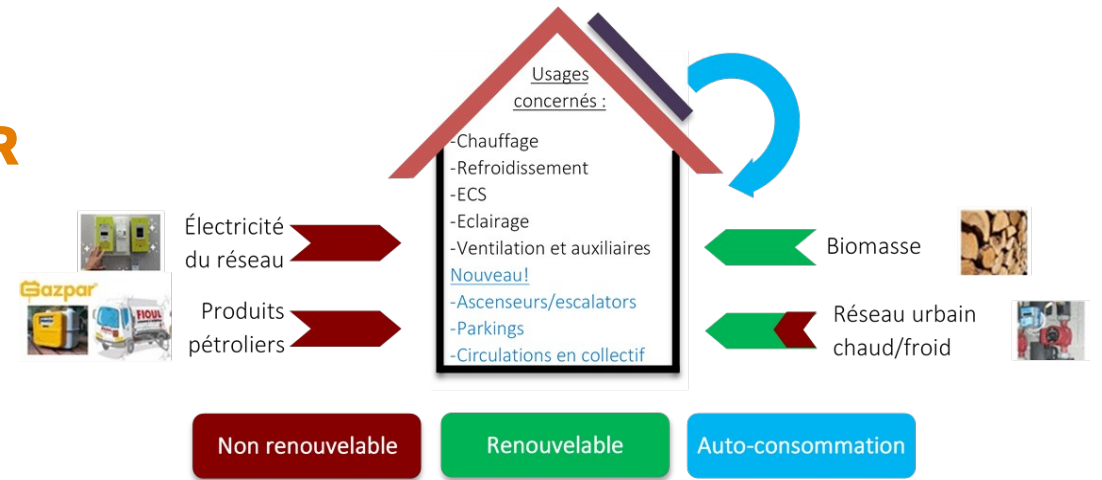 R
Usages
concernés :
-Chauffage
-Refroidissement
-ECS
-Eclairage
-Ventilation et auxiliaires
Nouveau!
-Ascenseurs/escalators
-Parkings
-Circulations en collectif
Électricité
du réseau
Gazpar
FIOUL
Produits
pétroliers
Biomasse
Réseau urbain
chaud/froid
Non renouvelable
Renouvelable
Auto-consommation